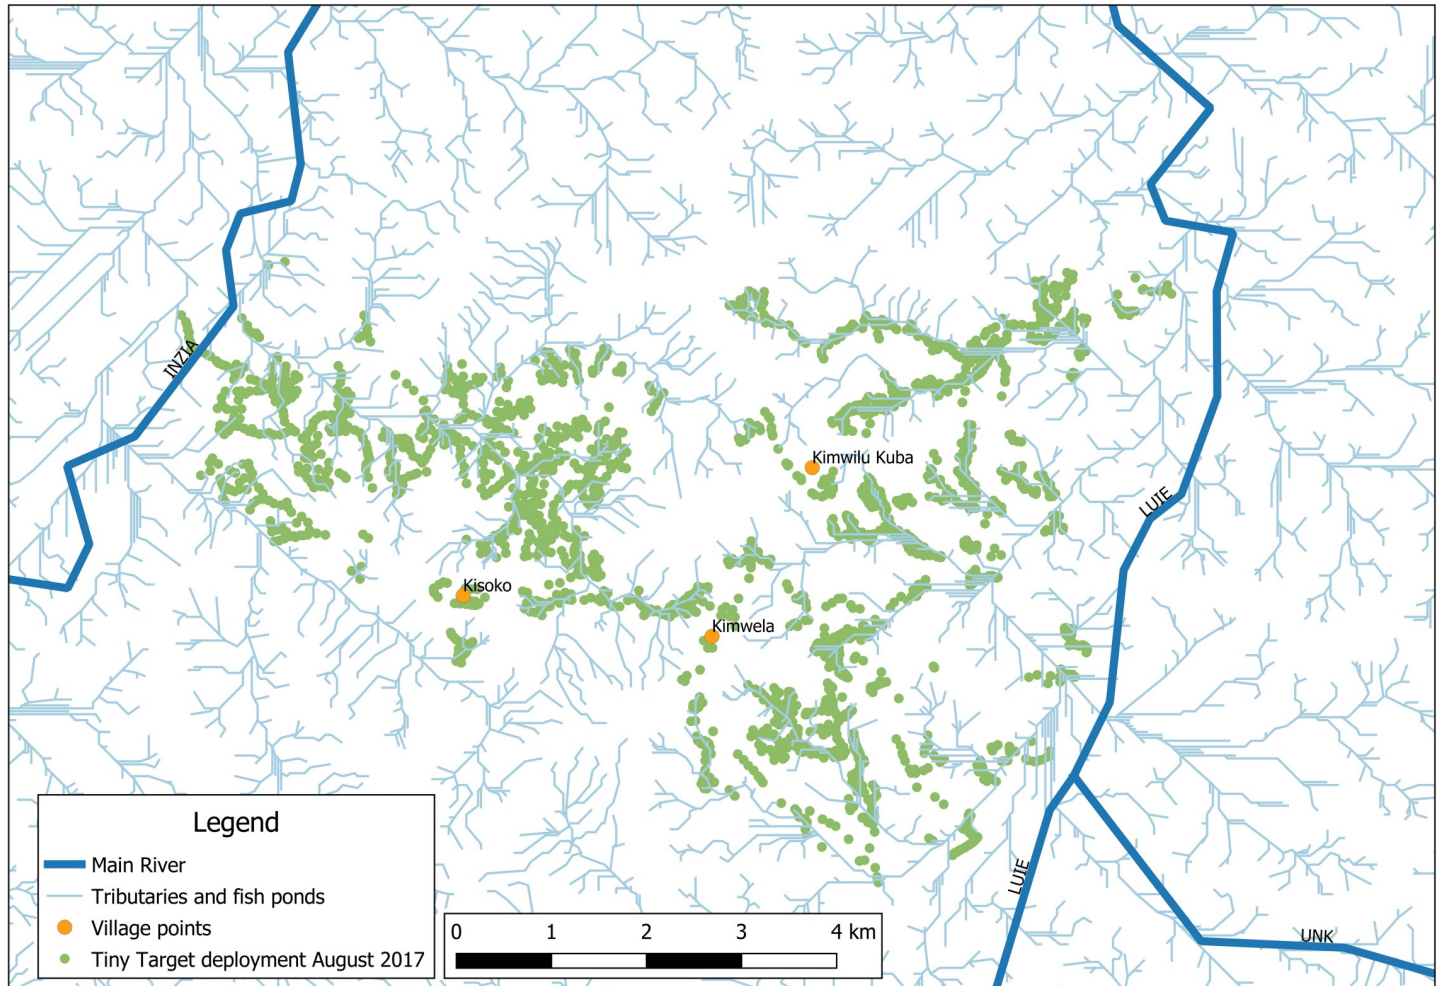 INZIA
Kimwilu Kuba
LUIE
Kisoko
Kimwela
Legend
Main River
Tributaries and fish ponds
Village points
Tiny Target deployment August 2017
LUIE
0 1 2 3 4 km
UNK